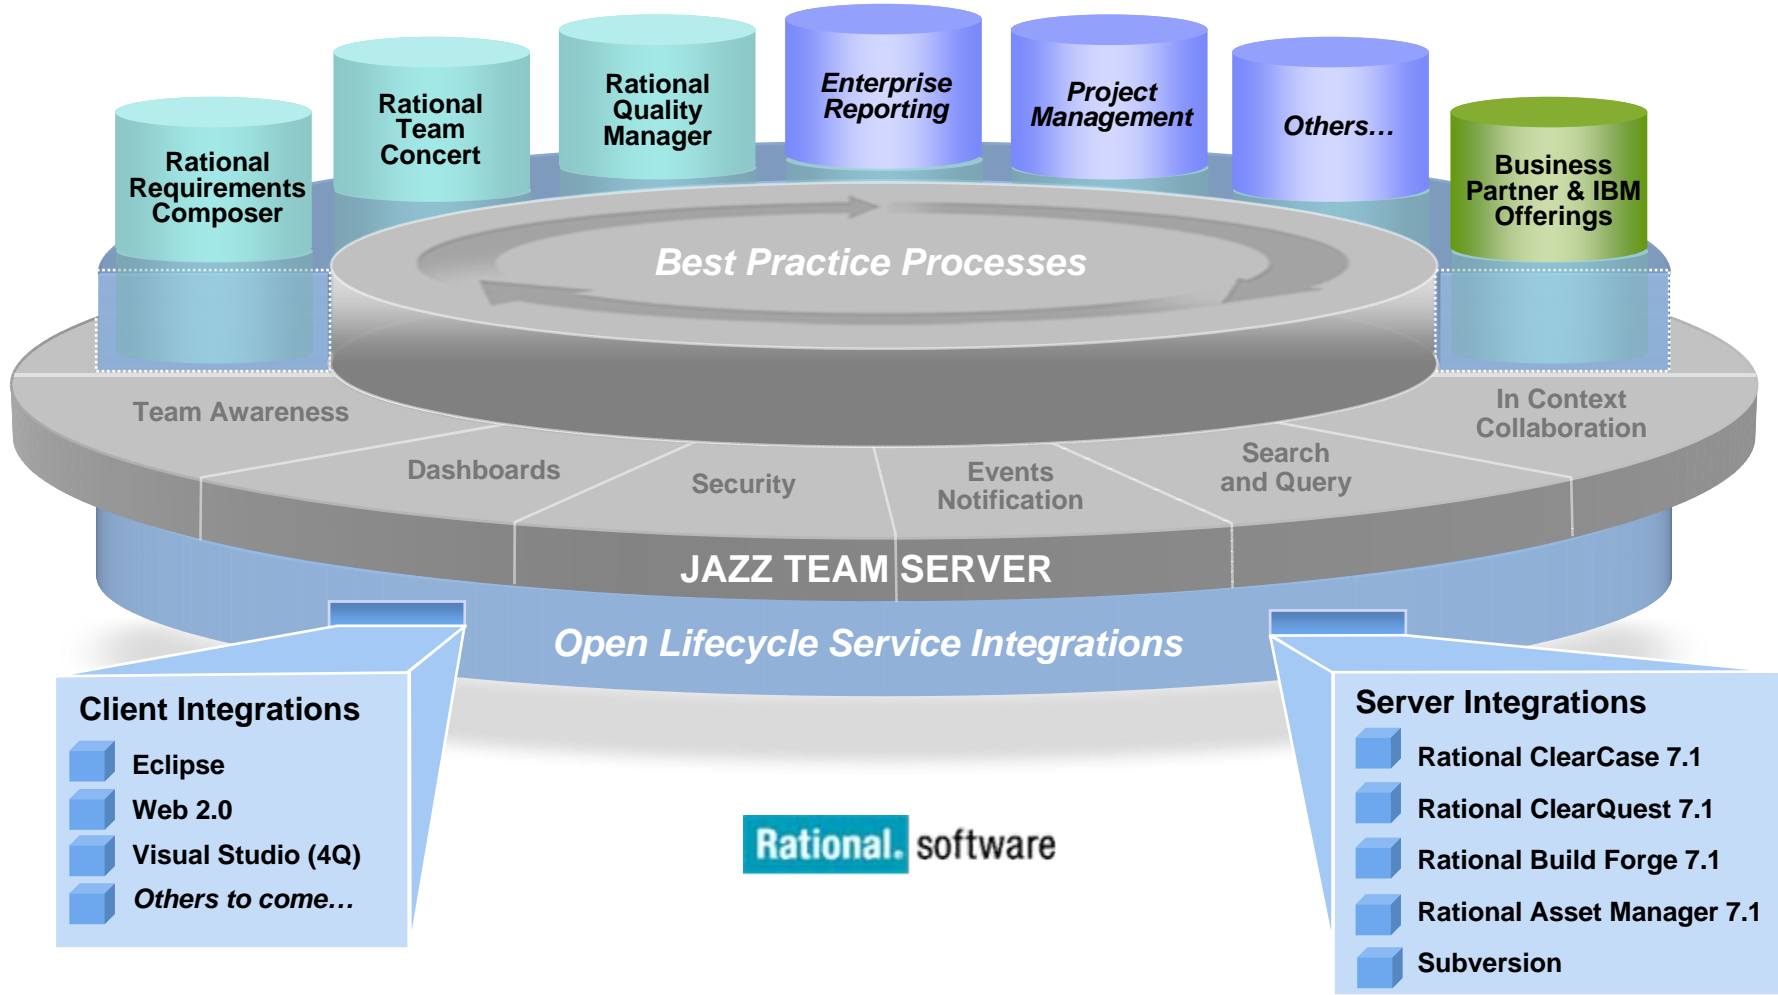 Rational
Requirements
Composer
Rational
Team
Concert
Rational
Quality
Manager
Enterprise
Reporting
Project
Management
Others…
Business
Partner & IBM
Offerings
Best Practice Processes
Team Awareness
Dashboards
Security
Events
Notification
Search
and Query
In Context
Collaboration
JAZZ TEAM SERVER
Open Lifecycle Service Integrations
Client Integrations
Eclipse
Web 2.0
Visual Studio (4Q)
Others to come…
Rational. software
Server Integrations
Rational ClearCase 7.1
Rational ClearQuest 7.1
Rational Build Forge 7.1
Rational Asset Manager 7.1
Subversion